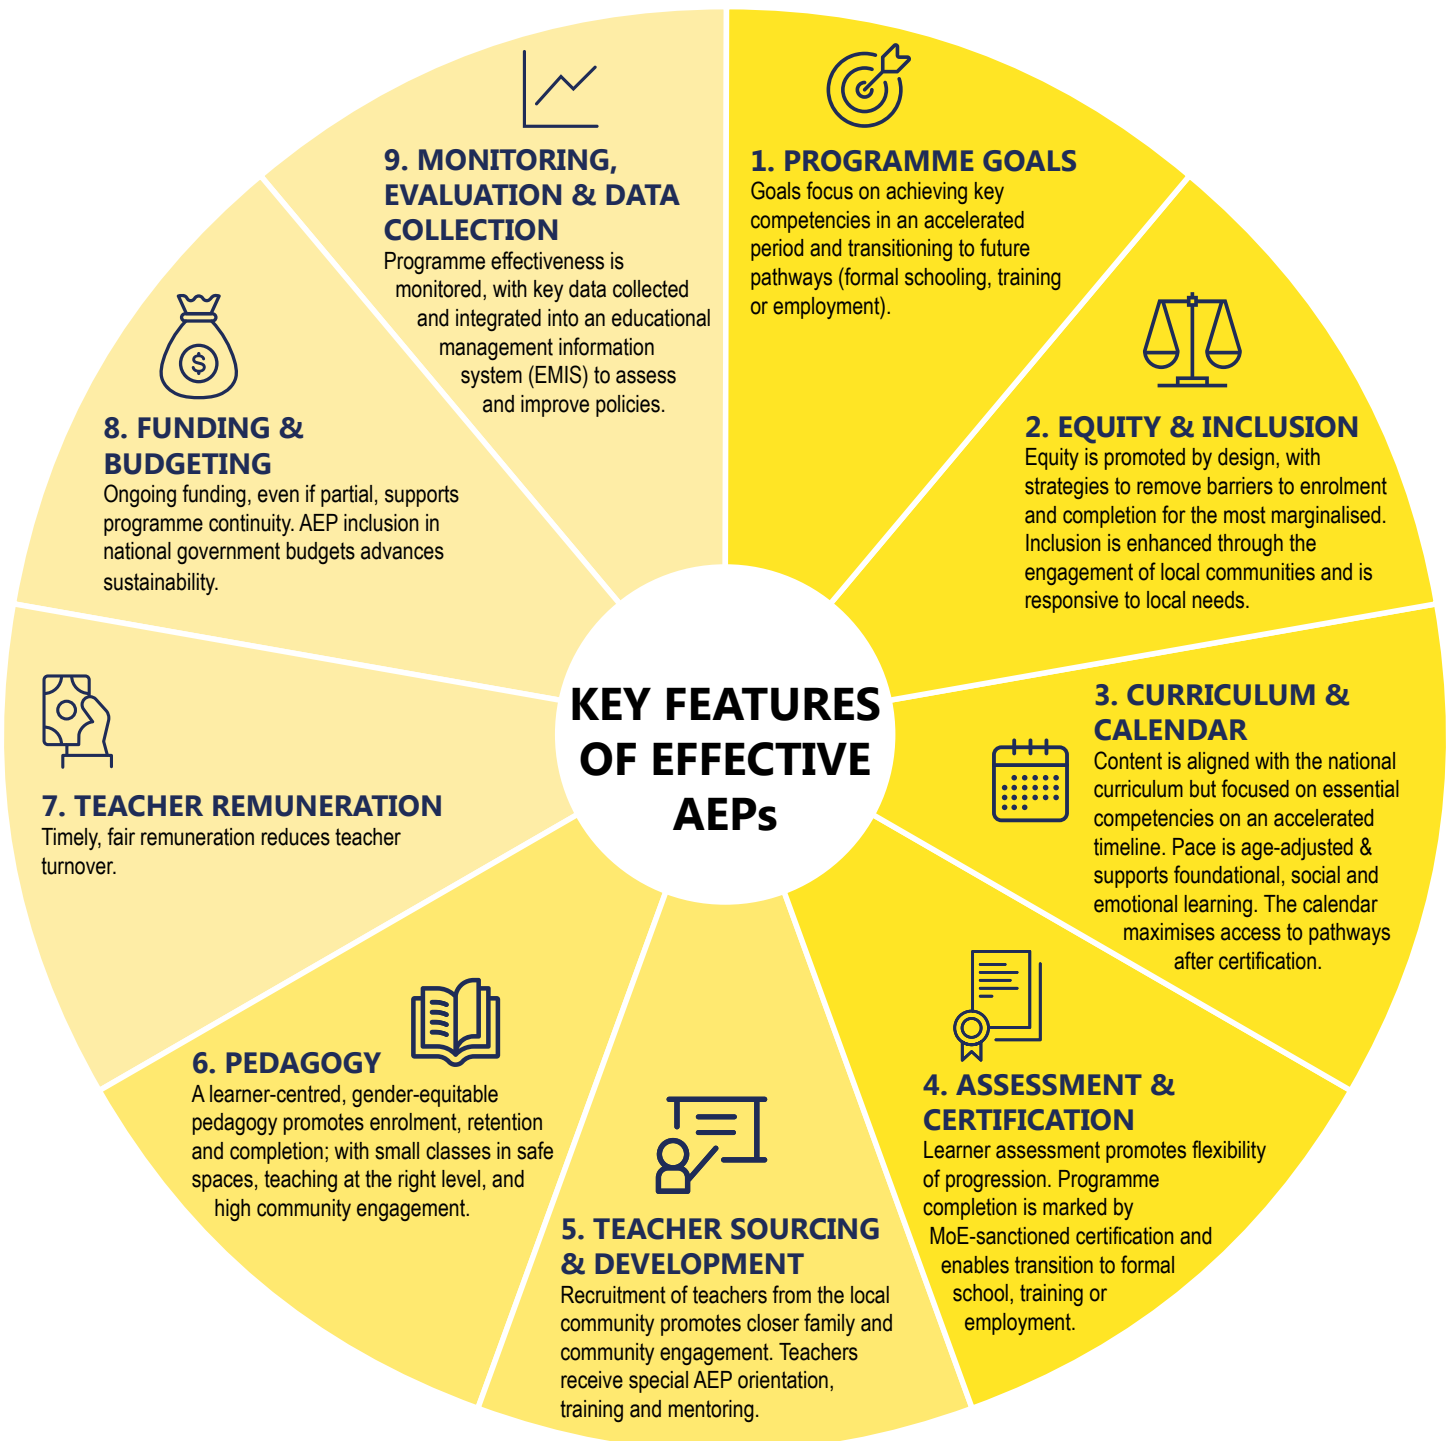 KEY FEATURES
OF EFFECTIVE
AEPs
1. PROGRAMME GOALS
Goals focus on achieving key
competencies in an accelerated
period and transitioning to future
pathways (formal schooling, training
or employment).
2. EQUITY & INCLUSION
Equity is promoted by design, with
strategies to remove barriers to enrolment
and completion for the most marginalised.
Inclusion is enhanced through the
engagement of local communities and is
responsive to local needs.
3. CURRICULUM &
CALENDAR
Content is aligned with the national
curriculum but focused on essential
competencies on an accelerated
timeline. Pace is age-adjusted &
supports foundational, social and
emotional learning. The calendar
maximises access to pathways
after certification.
4. ASSESSMENT &
CERTIFICATION
Learner assessment promotes flexibility
of progression. Programme
completion is marked by
MoE-sanctioned certification and
enables transition to formal
school, training or
employment.
5. TEACHER SOURCING
& DEVELOPMENT
Recruitment of teachers from the local
community promotes closer family and
community engagement. Teachers
receive special AEP orientation,
training and mentoring.
6. PEDAGOGY
A learner-centred, gender-equitable
pedagogy promotes enrolment, retention
and completion; with small classes in safe
spaces, teaching at the right level, and
high community engagement.
7. TEACHER REMUNERATION
Timely, fair remuneration reduces teacher
turnover.
$
8. FUNDING &
BUDGETING
Ongoing funding, even if partial, supports
programme continuity. AEP inclusion in
national government budgets advances
sustainability.
9. MONITORING,
EVALUATION & DATA
COLLECTION
Programme effectiveness is
monitored, with key data collected
and integrated into an educational
management information
system (EMIS) to assess
and improve policies.